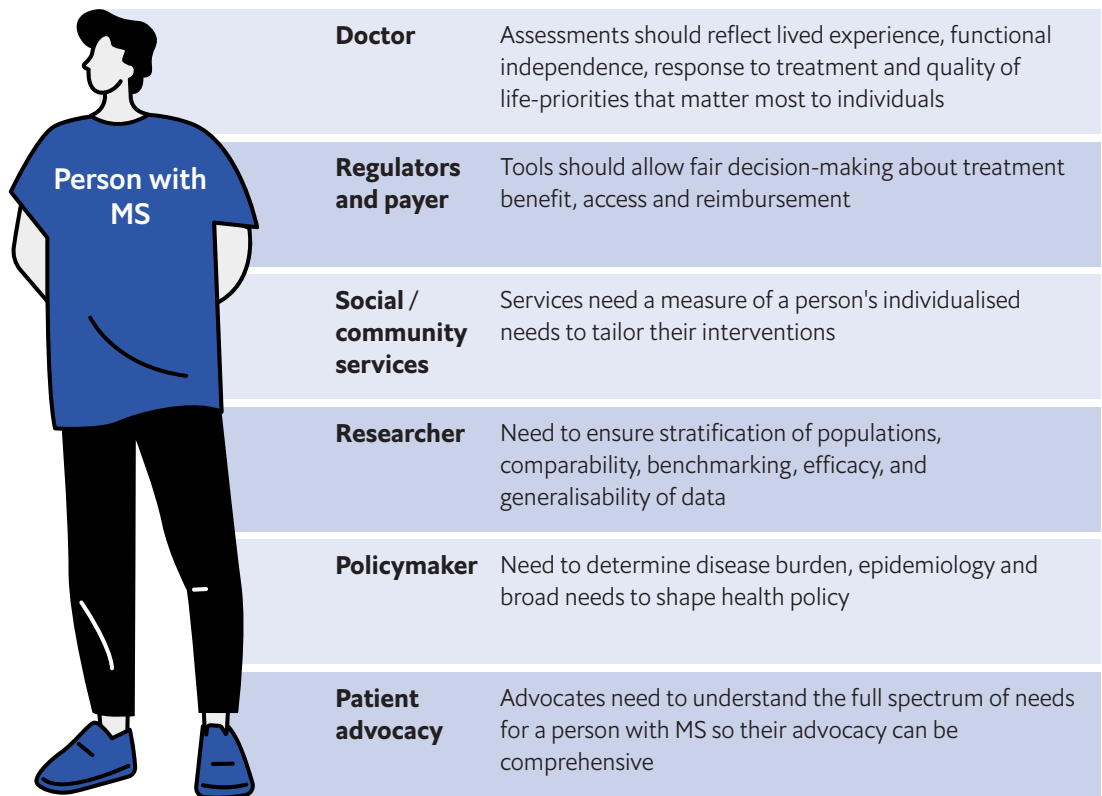 Person with
MS
Doctor
Assessments should reflect lived experience, functional
independence, response to treatment and quality of
life-priorities that matter most to individuals
Regulators
and payer
Tools should allow fair decision-making about treatment
benefit, access and reimbursement
Social /
community
services
Services need a measure of a person's individualised
needs to tailor their interventions
Researcher
Need to ensure stratification of populations,
comparability, benchmarking, efficacy, and
generalisability of data
Policymaker
Need to determine disease burden, epidemiology and
broad needs to shape health policy
Patient
advocacy
Advocates need to understand the full spectrum of needs
for a person with MS so their advocacy can be
comprehensive